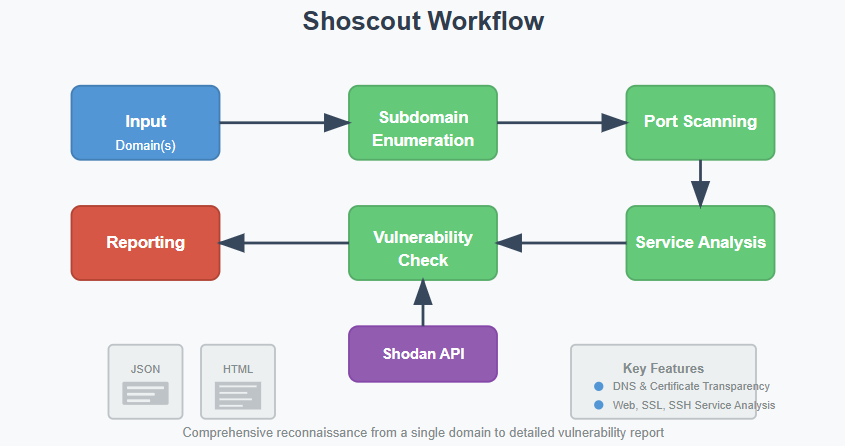 Shoscout Workflow
Input
Domain(s)
Subdomain
Enumeration
Port Scanning
Reporting
Vulnerability
Check
Service Analysis
Shodan API
JSON
HTML
Key Features
DNS & Certificate Transparency
Web, SSL, SSH Service Analysis
Comprehensive reconnaissance from a single domain to detailed vulnerability report